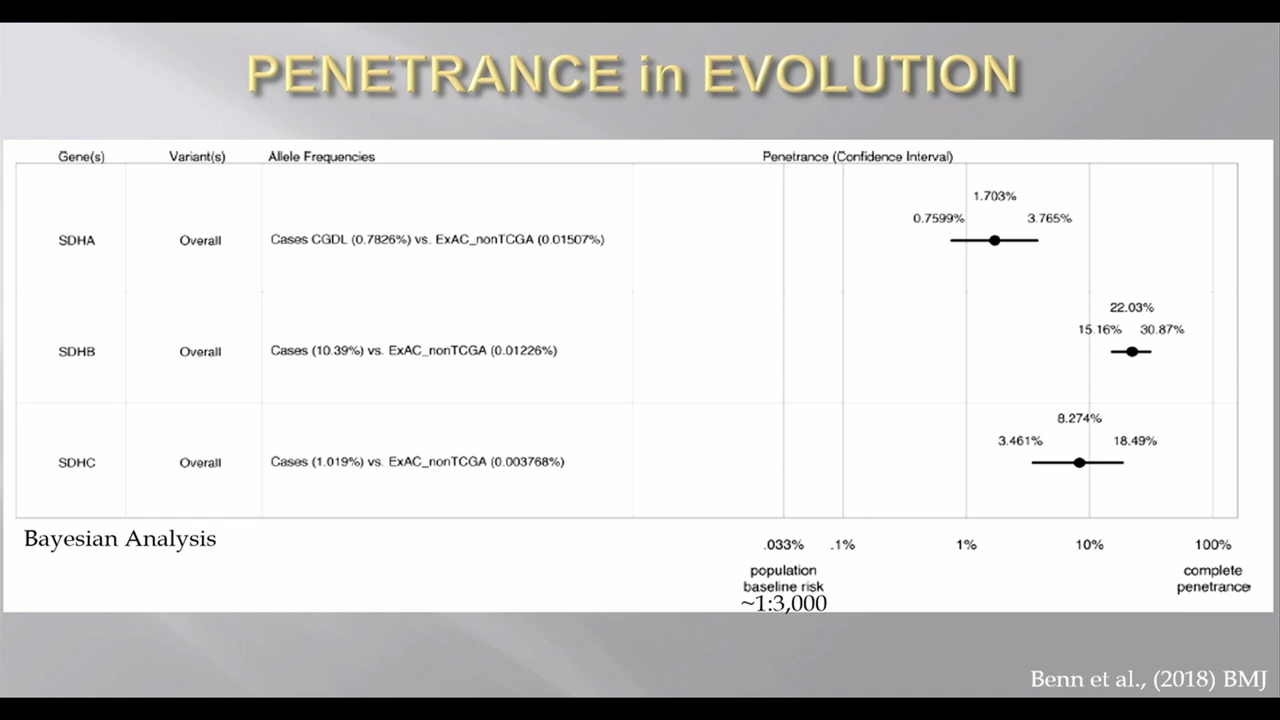 PENETRANCE in EVOLUTION
Gene(s) Variant(s) Allele Frequencies Penetrance (Confidence Interval)
1.703%
0.7599% 3.765%
SDHA Overall Cases CGDL (0.7826%) vs. ExAC_nonTCGA (0.01507%)
22.03%
15.16% 30.87%
SDHB Overall Cases (10.39%) vs. ExAC_nonTCGA (0.01226%)
8.274%
3.461% 18.49%
SDHC Overall Cases (1.019%) vs. ExAC_nonTCGA (0.003768%)
Bayesian Analysis
.033% .1% 1% 10% 100%
population complete
baseline risk penetrance
~1:3,000
Benn et al., (2018) BMJ